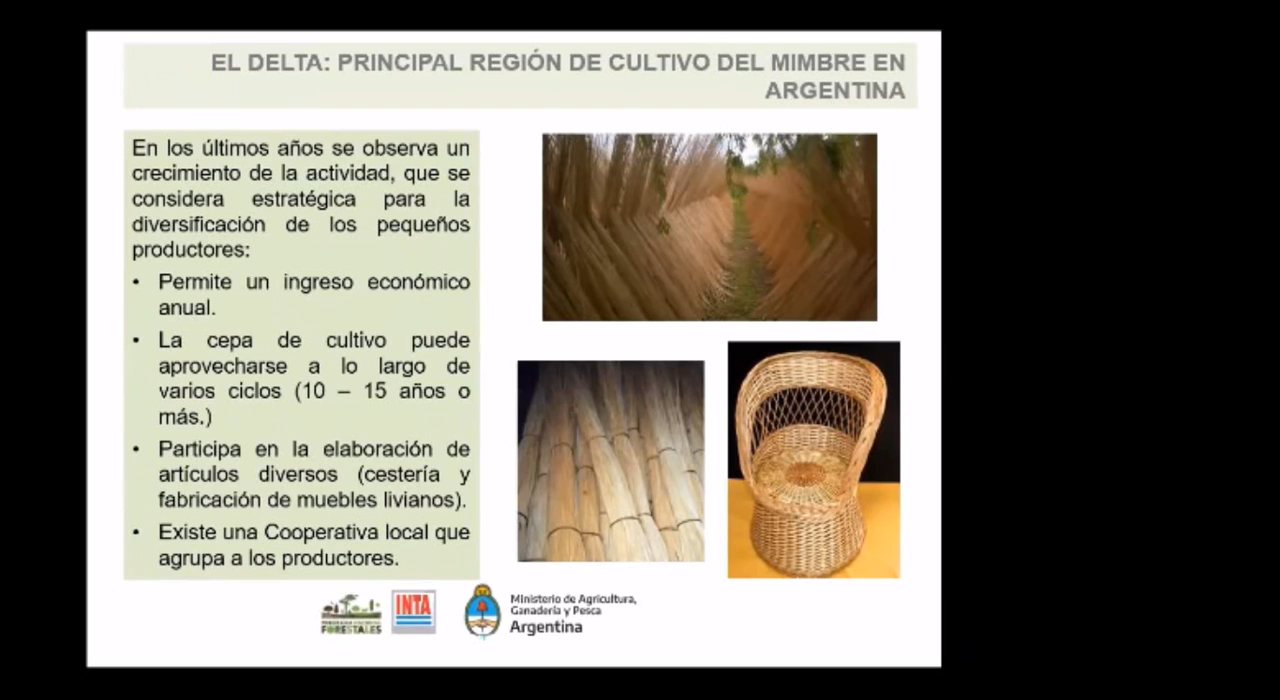 EL DELTA: PRINCIPAL REGIÓN DE CULTIVO DEL MIMBRE EN
ARGENTINA
En los últimos años se observa un
crecimiento de la actividad, que se
considera estratégica para la
diversificación de los pequeños
productores:
• Permite un ingreso económico
anual.
• La cepa de cultivo puede
aprovecharse a lo largo de
varios ciclos (10 – 15 años o
más.)
• Participa en la elaboración de
artículos diversos (cestería y
fabricación de muebles livianos).
• Existe una Cooperativa local que
agrupa a los productores.
FORESTALES
INTA
Ministerio de Agricultura,
Ganadería y Pesca
Argentina